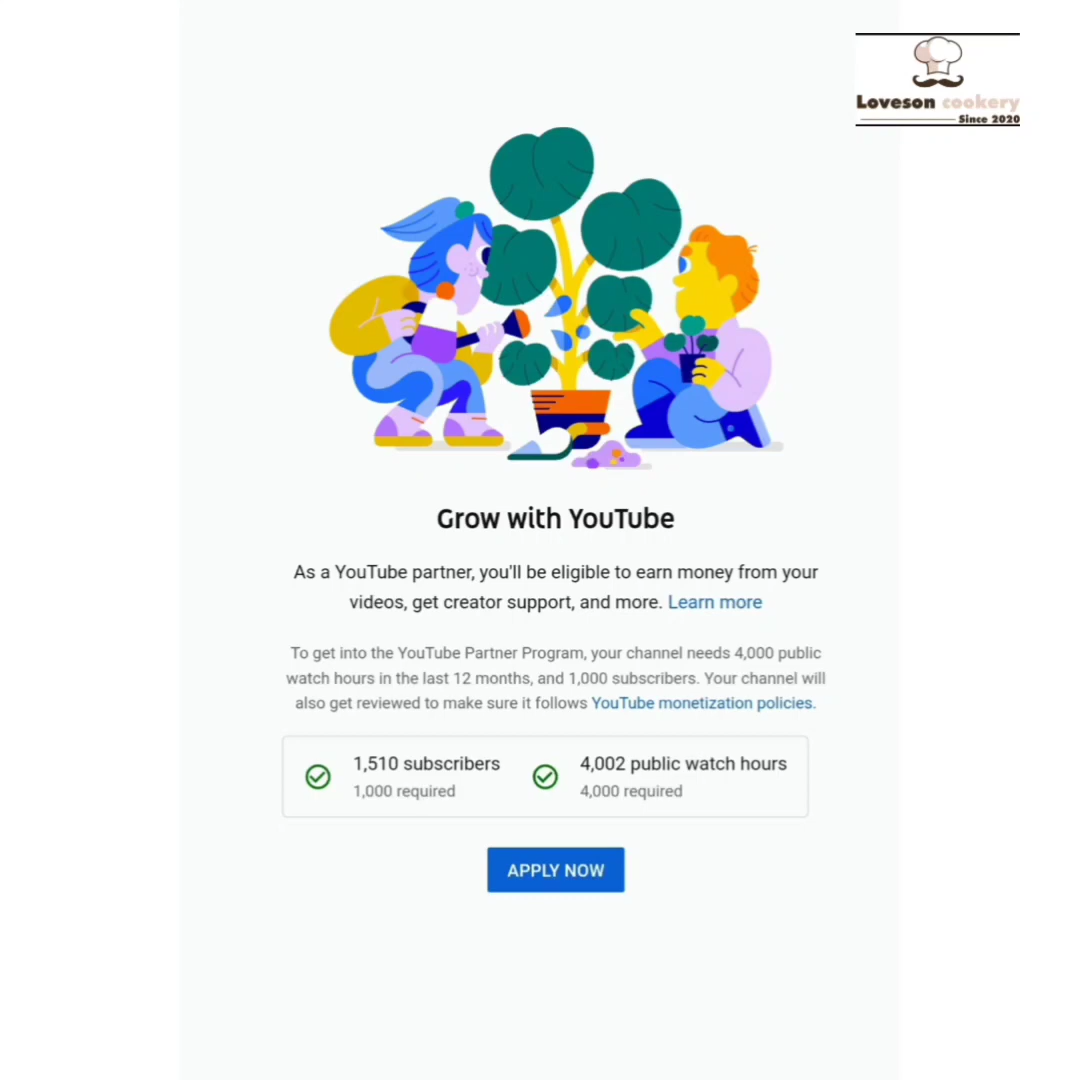 Loveson cookery
Since 2020
Grow with YouTube
As a YouTube partner, you'll be eligible to earn money from your
videos, get creator support, and more. Learn more
To get into the YouTube Partner Program, your channel needs 4,000 public
watch hours in the last 12 months, and 1,000 subscribers. Your channel will
also get reviewed to make sure it follows YouTube monetization policies.
1,510 subscribers
1,000 required
4,002 public watch hours
4,000 required
APPLY NOW